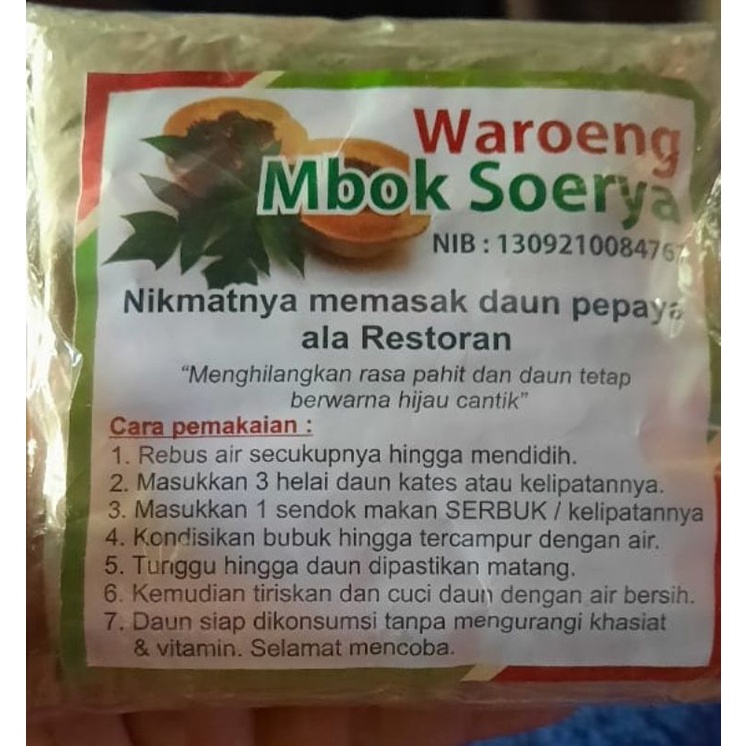 Waroeng
Mbok Soerya
NIB : 130921008476
Nikmatnya memasak daun pepaya
ala Restoran
"Menghilangkan rasa pahit dan daun tetap
berwarna hijau cantik"
Cara pemakaian :
1. Rebus air secukupnya hingga mendidih.
2. Masukkan 3 helai daun kates atau kelipatannya.
3. Masukkan 1 sendok makan SERBUK / kelipatannya
4. Kondisikan bubuk hingga tercampur dengan air.
5. Tunggu hingga daun dipastikan matang.
6. Kemudian tiriskan dan cuci daun dengan air bersih.
7. Daun siap dikonsumsi tanpa mengurangi khasiat
& vitamin. Selamat mencoba.